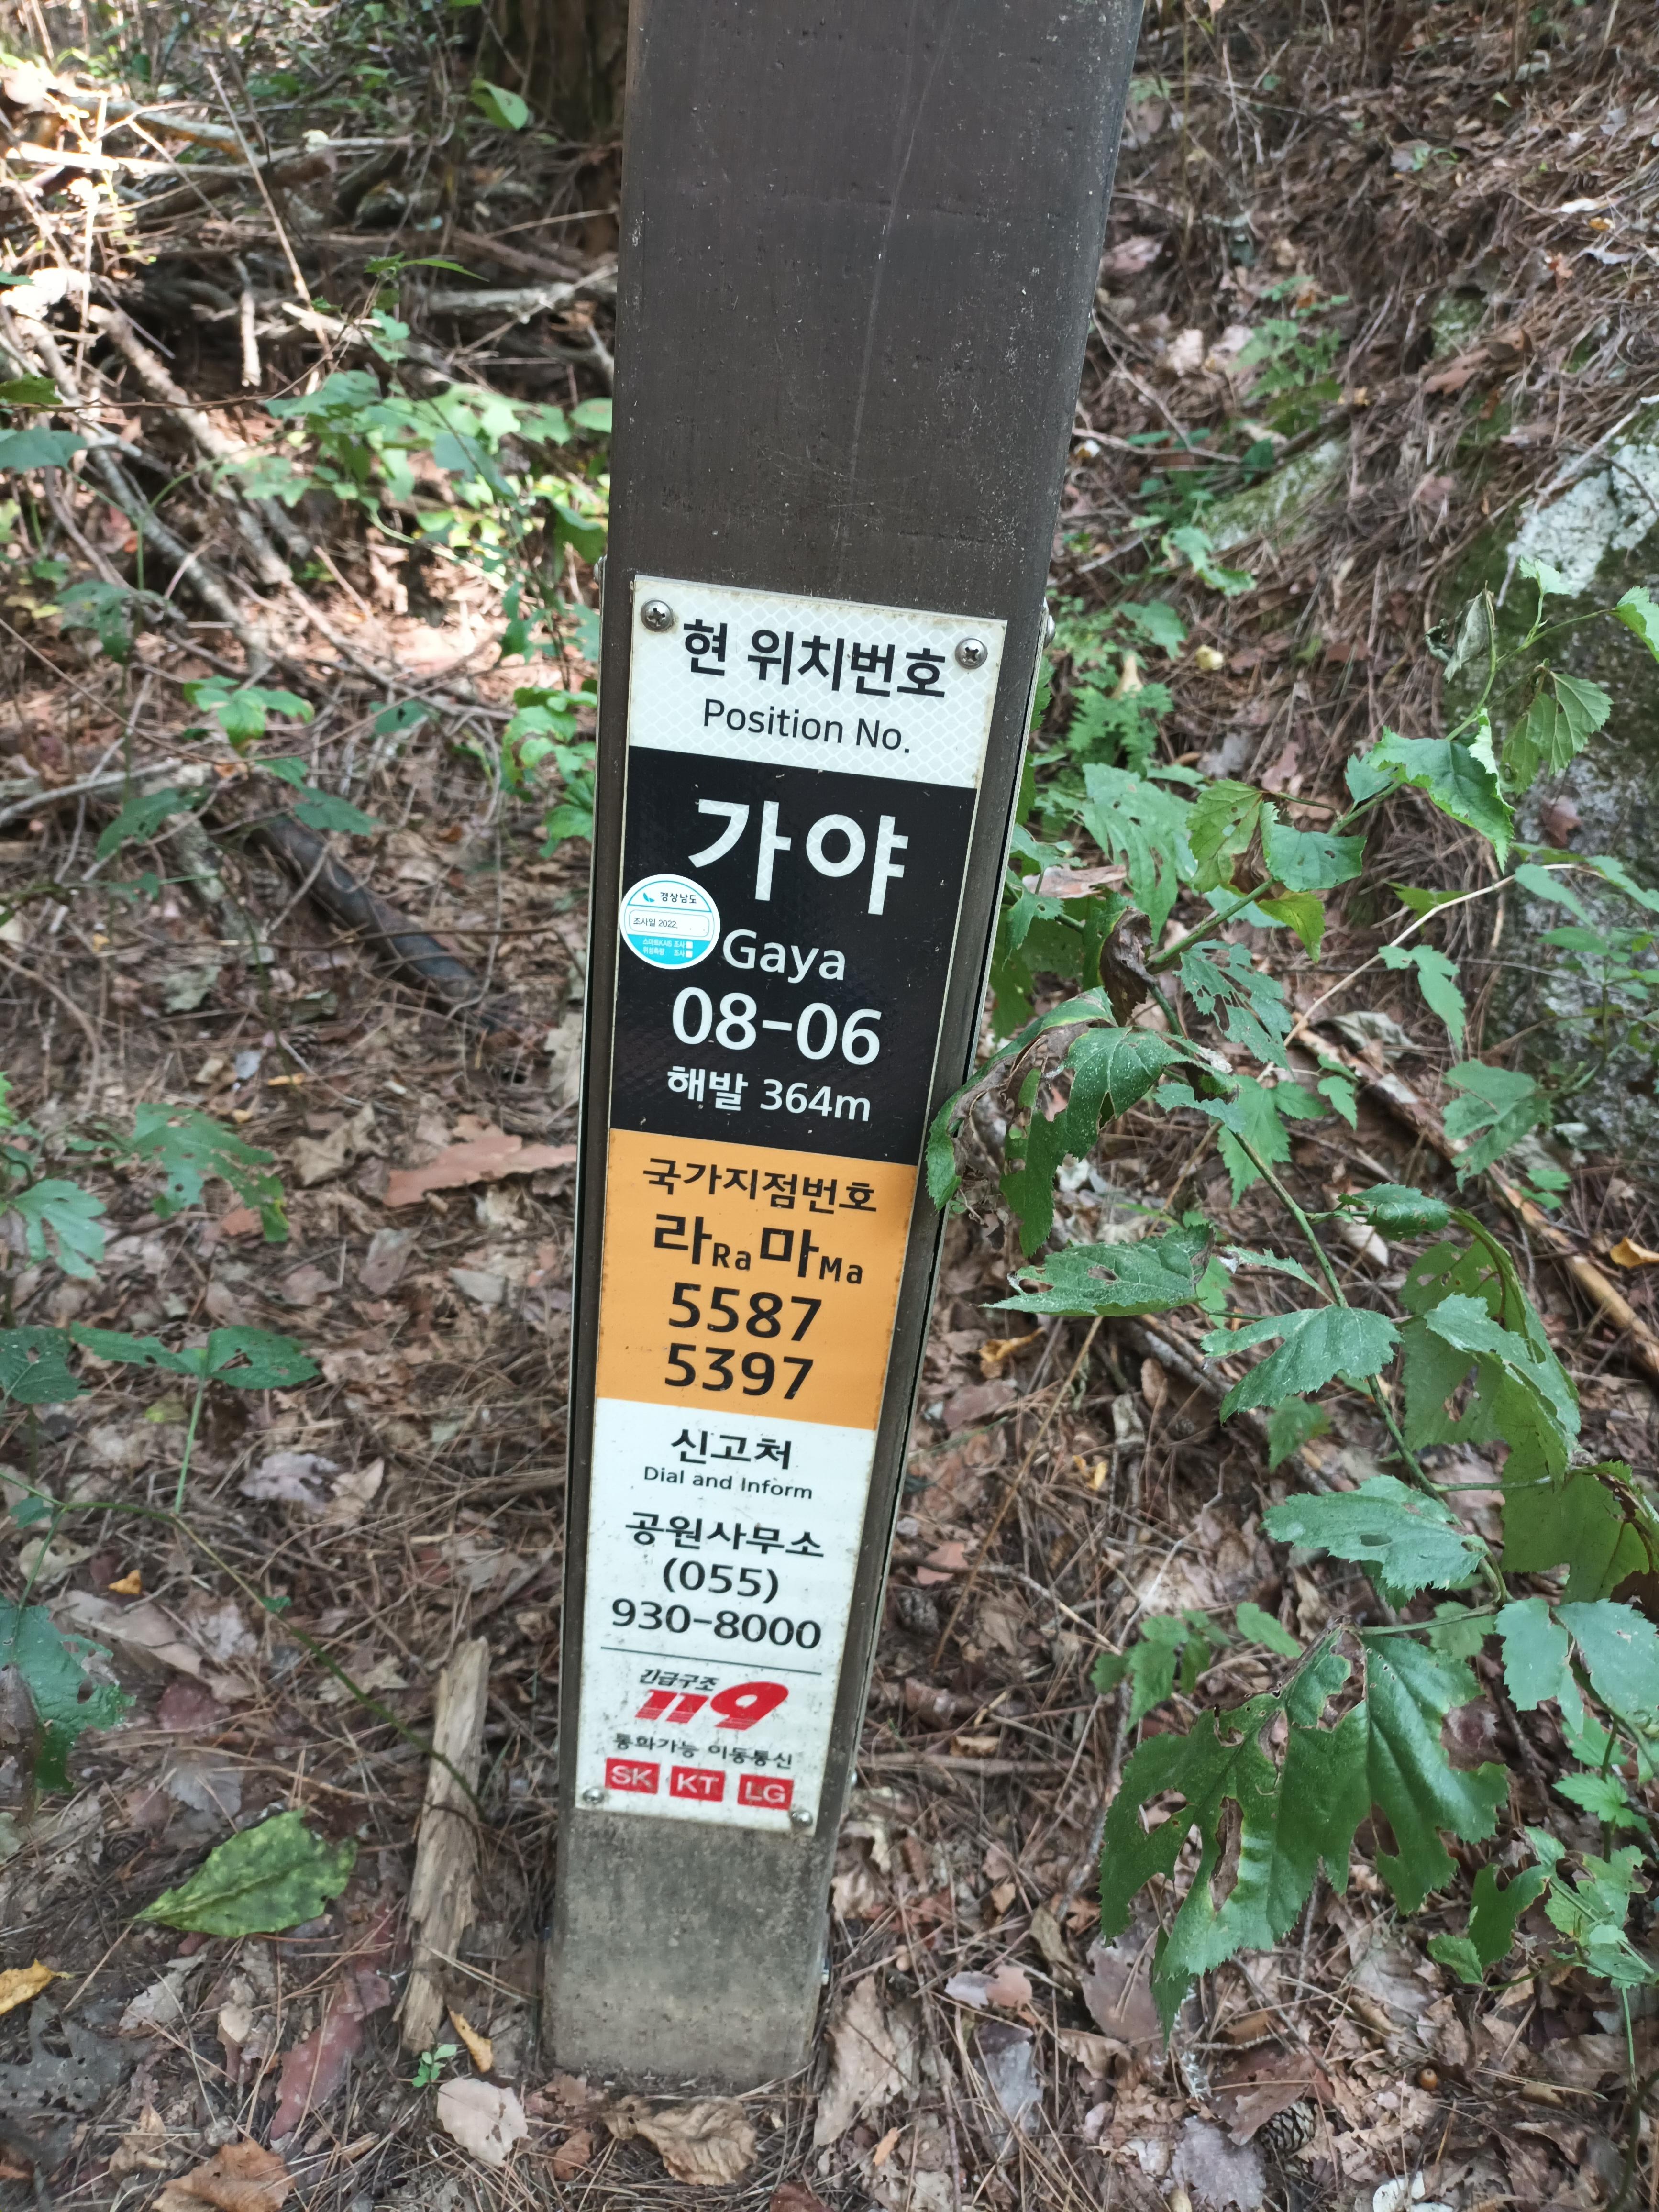 현 위치번호
Position No.
가야
경상남도
조사일 2022.
Gaya
08-06
해발 364m
국가지점번호
라Ra마Ma
5587
5397
신고처
Dial and Inform
공원사무소
(055)
930-8000
긴급구조
119
통화가능 이동통신
SK KT LG